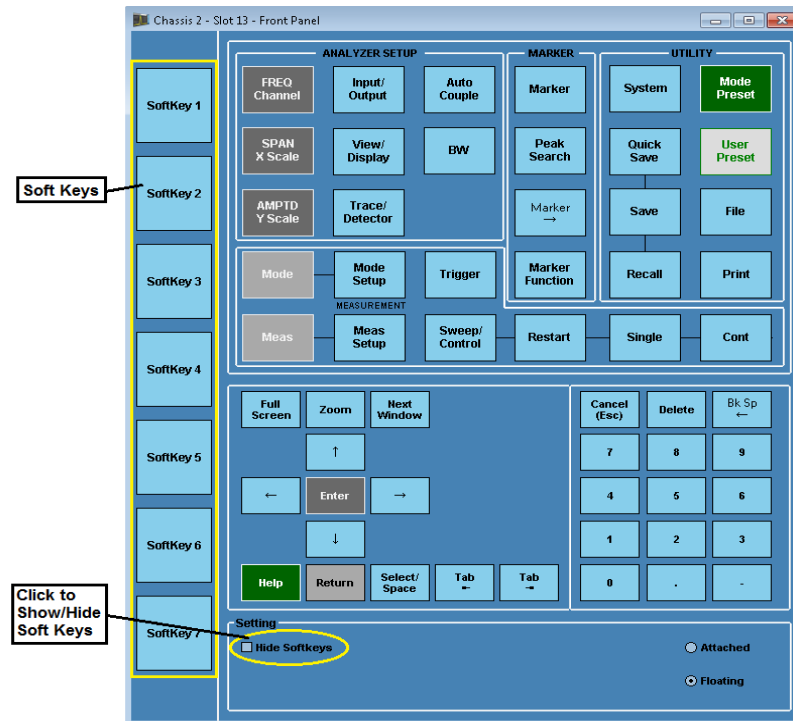 Chassis 2 - Slot 13 - Front Panel
Soft Keys
Click to
Show/Hide
Soft Keys
SoftKey 1
SoftKey 2
SoftKey 3
SoftKey 4
SoftKey 5
SoftKey 6
SoftKey 7
ANALYZER SETUP
FREQ
Channel
Input/
Output
Auto
Couple
SPAN
X Scale
View/
Display
BW
AMPTD
Y Scale
Trace/
Detector
MARKER
Marker
Peak
Search
Marker
→
Marker
Function
UTILITY
System
Mode
Preset
Quick
Save
User
Preset
Save
File
Recall
Print
Mode
Mode
Setup
Trigger
MEASUREMENT
Meas
Meas
Setup
Sweep/
Control
Restart
Single
Cont
Full
Screen
Zoom
Next
Window
↑
←
Enter
→
↓
Help
Return
Select/
Space
Tab
⇤
Tab
⇥
Cancel
(Esc)
Delete
Bk Sp
←
7
8
9
4
5
6
1
2
3
0
.
-
Setting
Hide Softkeys
Attached
Floating